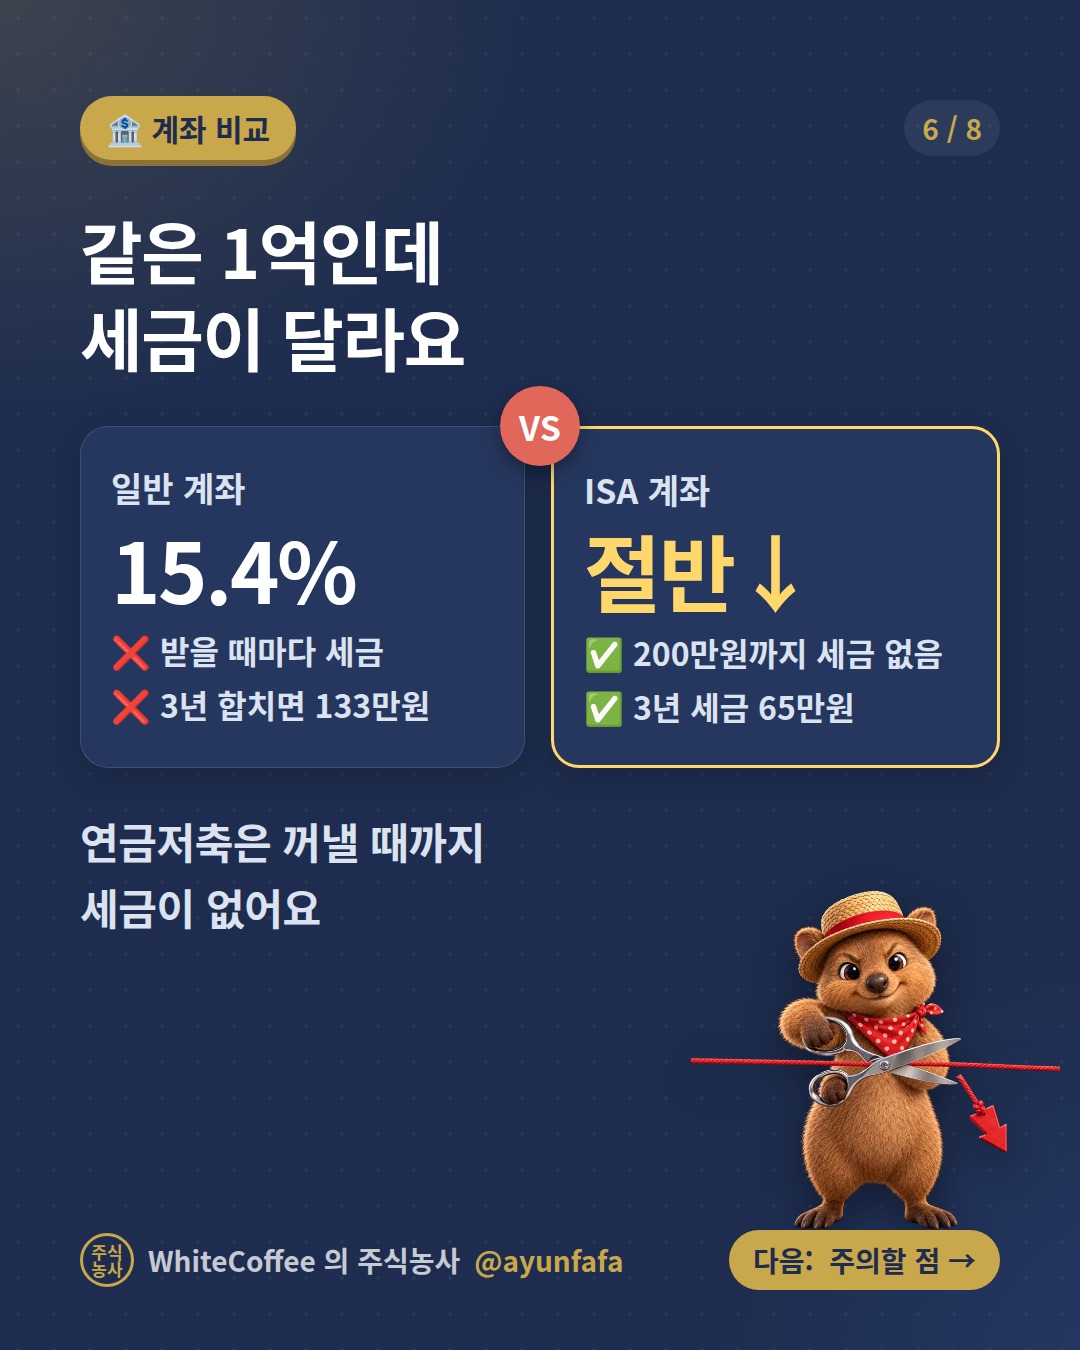 🏦 계좌 비교
6 / 8
같은 1억인데
세금이 달라요
VS
일반 계좌
15.4%
❌ 받을 때마다 세금
❌ 3년 합치면 133만원
ISA 계좌
절반↓
✅ 200만원까지 세금 없음
✅ 3년 세금 65만원
연금저축은 꺼낼 때까지
세금이 없어요
주식
농사
WhiteCoffee 의 주식농사 @ayunfafa
다음: 주의할 점 →